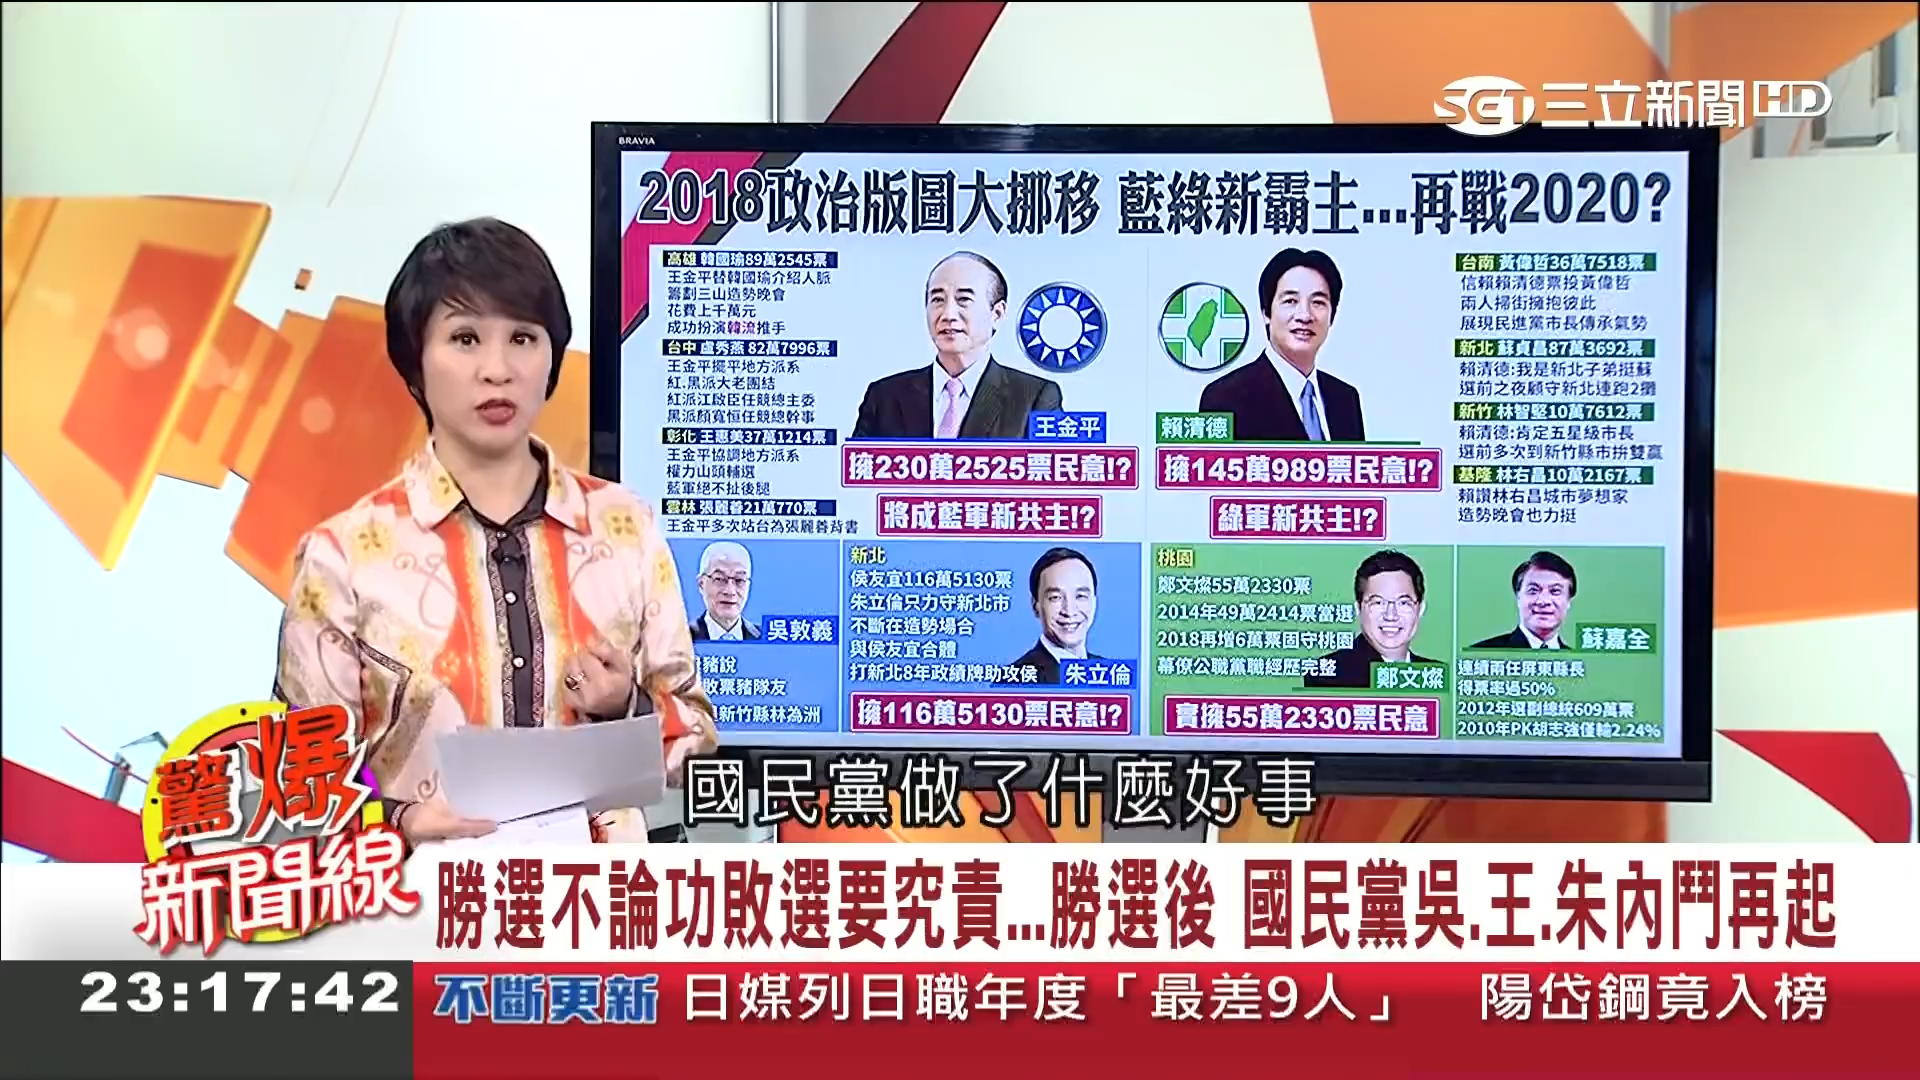 SET三立新聞HD
BRAVIA
2018政治版圖大挪移 藍綠新霸主...再戰2020?
高雄 韓國瑜89萬2545票
王金平替韓國瑜介紹人脈
籌劃三山造勢晚會
花費上千萬元
成功扮演韓流推手
台中 盧秀燕 82萬7996票
王金平擺平地方派系
紅.黑派大老團結
紅派江啟臣任競總主委
黑派顏寬恒任競總幹事
彰化 王惠美37萬1214票
王金平協調地方派系
權力山頭輔選
藍軍絕不扯後腿
雲林 張麗善21萬770票
王金平多次站台為張麗善背書
王金平
擁230萬2525票民意!?
將成藍軍新共主!?
賴清德
擁145萬989票民意!?
綠軍新共主!?
台南 黃偉哲36萬7518票
信賴賴清德票投黃偉哲
兩人掃街擁抱彼此
展現民進黨市長傳承氣勢
新北 蘇貞昌87萬3692票
賴清德:我是新北子弟挺蘇
選前之夜顧守新北連跑2攤
新竹 林智堅10萬7612票
賴清德:肯定五星級市長
選前多次到新竹縣市拚雙贏
基隆 林右昌10萬2167票
賴讚林右昌城市夢想家
造勢晚會也力挺
吳敦義
豬說
敗票豬隊友
新竹縣林為洲
新北
侯友宜116萬5130票
朱立倫只力守新北市
不斷在造勢場合
與侯友宜合體
打新北8年政績牌助攻侯
朱立倫
擁116萬5130票民意!?
桃園
鄭文燦55萬2330票
2014年49萬2414票當選
2018再增6萬票固守桃園
幕僚公職黨職經歷完整
鄭文燦
實擁55萬2330票民意
蘇嘉全
連續兩任屏東縣長
得票率過50%
2012年選副總統609萬票
2010年PK胡志強僅輸2.24%
國民黨做了什麼好事
驚爆新聞線
勝選不論功敗選要究責...勝選後 國民黨吳.王.朱內鬥再起
23:17:42 不斷更新 日媒列日職年度「最差9人」 陽岱鋼竟入榜